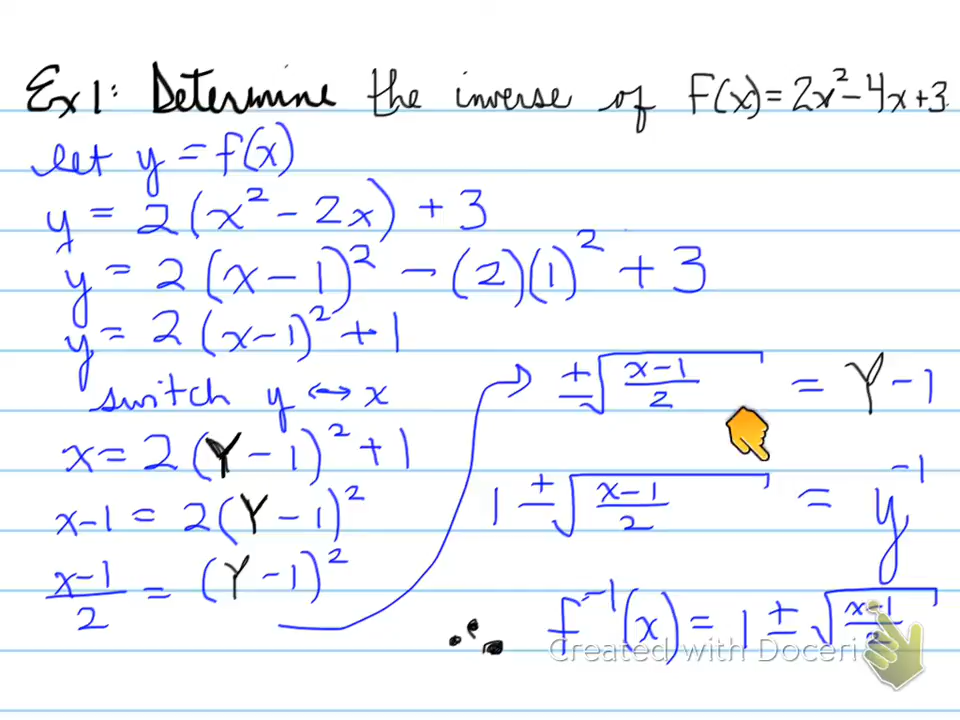 Ex1: Determine the inverse of F(x)=2x²-4x+3
let y = f(x)
y = 2(x² - 2x) + 3
y = 2(x - 1)² - (2)(1)² + 3
y = 2(x-1)² + 1
switch y ↔ x
x = 2(Y - 1)² + 1
x-1 = 2(Y - 1)²
(x-1)/2 = (Y - 1)²
±√((x-1)/2) = Y - 1
1 ± √((x-1)/2) = y⁻¹
∴ f⁻¹(x) = 1 ± √((x-1)/2)
Created with Doceri